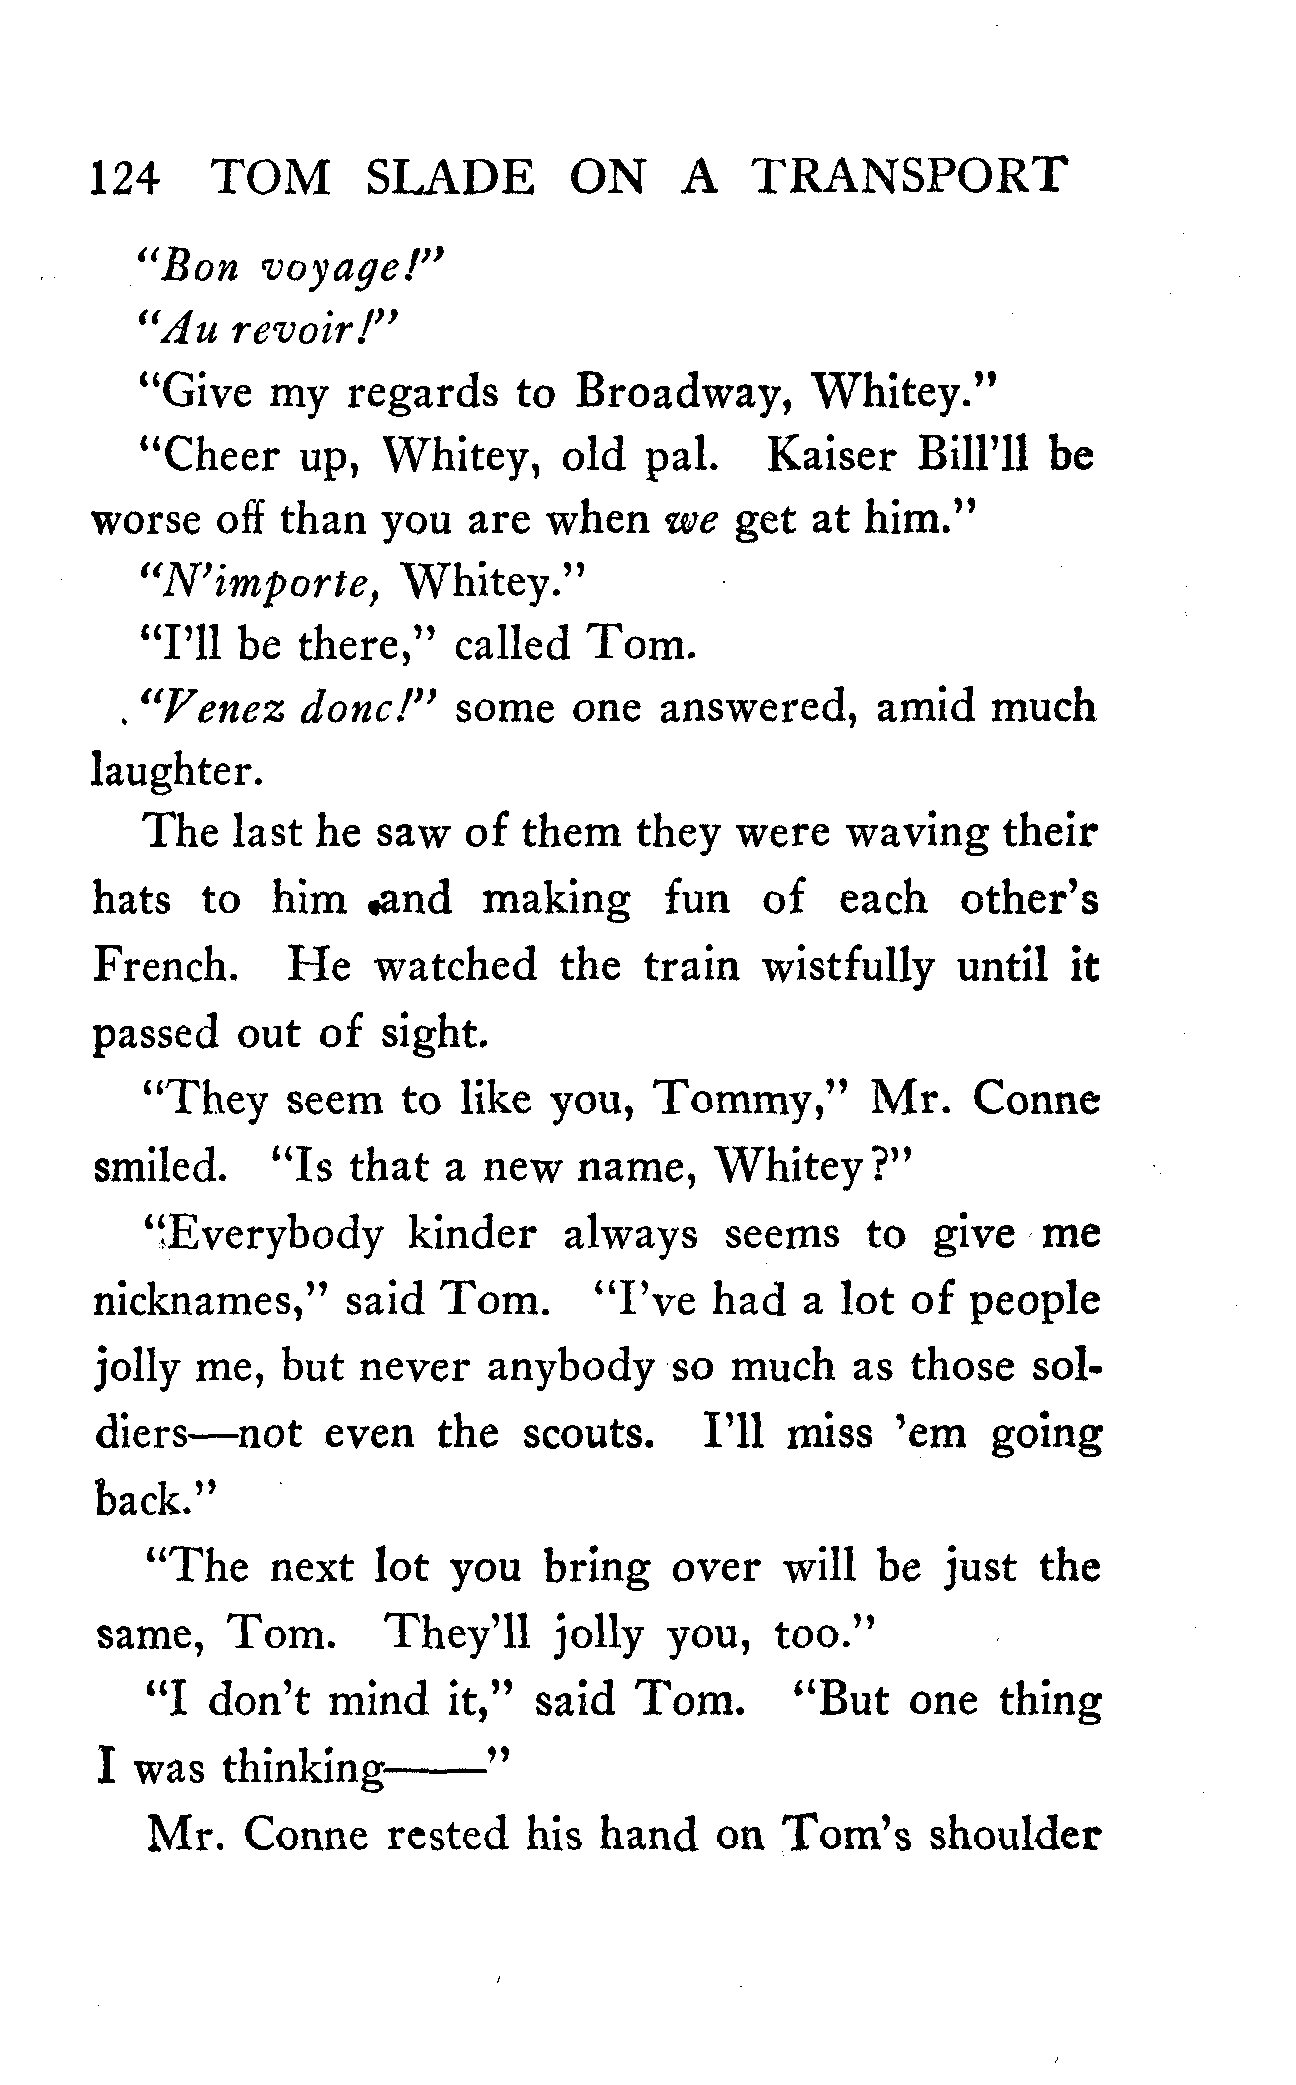 124 TOM SLADE ON A TRANSPORT
“Bon voyage!”
“Au revoir!”
“Give my regards to Broadway, Whitey.”
“Cheer up, Whitey, old pal. Kaiser Bill’ll be
worse off than you are when we get at him.”
“N’importe, Whitey.”
“I’ll be there,” called Tom.
“Venez donc!” some one answered, amid much
laughter.
The last he saw of them they were waving their
hats to him and making fun of each other’s
French. He watched the train wistfully until it
passed out of sight.
“They seem to like you, Tommy,” Mr. Conne
smiled. “Is that a new name, Whitey?”
“Everybody kinder always seems to give me
nicknames,” said Tom. “I’ve had a lot of people
jolly me, but never anybody so much as those sol-
diers—not even the scouts. I’ll miss ’em going
back.”
“The next lot you bring over will be just the
same, Tom. They’ll jolly you, too.”
“I don’t mind it,” said Tom. “But one thing
I was thinking——”
Mr. Conne rested his hand on Tom’s shoulder